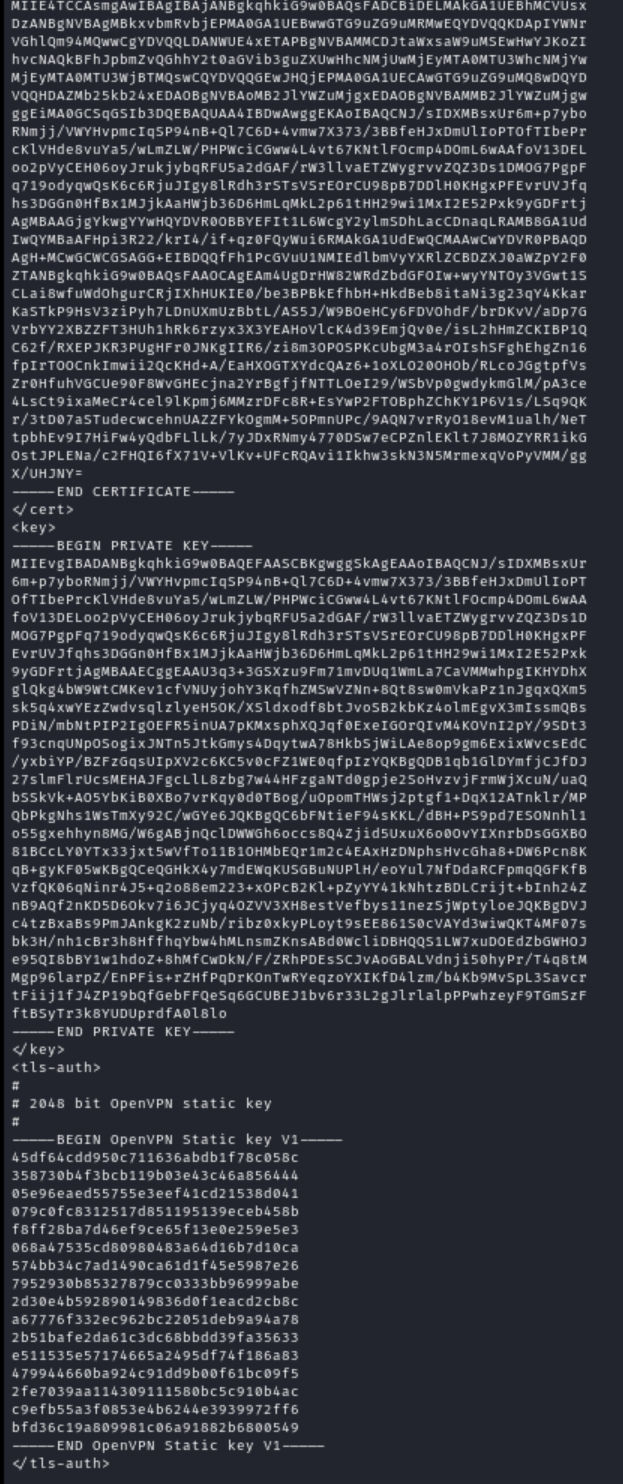 MIIE4TCCAsmgAwIBAgIBAjANBgkqhkiG9w0BAQsFADCBiDELMAkGA1UEBhMCVUsx
DzANBgNVBAgMBkxvbmRvbjEPMA0GA1UEBwwGTG9uZG9uMRMwEQYDVQQKDApIYWNr
VGhlQm94MQwwCgYDVQQLDANWUE4xETAPBgNVBAMMCDJtaWxsaW9uMSEwHwYJKoZI
hvcNAQkBFhJpbmZvQGhhY2t0aGVib3guZXUwHhcNMjUwMjEyMTA0MTU3WhcNMjYw
MjEyMTA0MTU3WjBTMQswCQYDVQQGEwJHQjEPMA0GA1UECAwGTG9uZG9uMQ8wDQYD
VQQHDAZMb25kb24xEDAOBgNVBAoMB2JlYWZuMjgxEDAOBgNVBAMMB2JlYWZuMjgw
ggEiMA0GCSqGSIb3DQEBAQUAA4IBDwAwggEKAoIBAQCNJ/sIDXMBsxUr6m+p7ybo
RNmjj/VWYHvpmcIqSP94nB+Ql7C6D+4vmw7X373/3BBfeHJxDmUlIoPTOfTIbePr
cKlVHde8vuYa5/wLmZLW/PHPWciCGww4L4vt67KNtlFOcmp4DOmL6wAAfoV13DEL
oo2pVyCEH06oyJrukjybqRFU5a2dGAF/rW3llvaETZWygrvvZQZ3Ds1DMOG7PgpF
q719odyqwQsK6c6RjuJIgy8lRdh3rSTsVSrEOrCU98pB7DDlH0KHgxPFEvrUVJfq
hs3DGGn0HfBx1MJjkAaHWjb36D6HmLqMkL2p61tHH29wi1MxI2E52Pxk9yGDFrtj
AgMBAAGjgYkwgYYwHQYDVR0OBBYEFIt1L6WcgY2ylmSDhLacCDnaqLRAMB8GA1Ud
IwQYMBaAFHpi3R22/krI4/if+qz0FQyWui6RMAkGA1UdEwQCMAAwCwYDVR0PBAQD
AgH+MCwGCWCGSAGG+EIBDQQfFh1PcGVuU1NMIEdlbmVyYXRlZCBDZXJ0aWZpY2F0
ZTANBgkqhkiG9w0BAQsFAAOCAgEAm4UgDrHW82WRdZbdGFOIw+wyYNTOy3VGwt1S
CLai8wfuWdOhgurCRjIXhHUKIE0/be3BPBkEfhbH+HkdBeb8itaNi3g23qY4Kkar
KaSTkP9HsV3ziPyh7LDnUXmUzBbtL/AS5J/W9BOeHCy6FDVOhdF/brDKvV/aDp7G
VrbYY2XBZZFT3HUh1hRk6rzyx3X3YEAHoVlcK4d39EmjQv0e/isL2hHmZCKIBP1Q
C62f/RXEPJKR3PUgHFr0JNKgIIR6/zi8m3OPOSPKcUbgM3a4rOIshSFghEhgZn16
fpIrTOOCnkImwii2QcKHd+A/EaHXOGTXYdcQAz6+1oXLO20OHOb/RLcoJGgtpfVs
Zr0HfuhVGCUe90F8WvGHEcjna2YrBgfjfNTTLOeI29/WSbVp0gwdykmGlM/pA3ce
4LsCt9ixaMeCr4cel9lKpmj6MMzrDFc8R+EsYwP2FTOBphZChKY1P6V1s/LSq9QK
r/3tD07aSTudecwcehnUAZZFYkOgmM+5OPmnUPc/9AQN7vrRyO18evM1ualh/NeT
tpbhEv9I7HiFw4yQdbFLlLk/7yJDxRNmy4770DSw7eCPZnlEKlt7J8MOZYRR1ikG
OstJPLENa/c2FHQI6fX71V+VlKv+UFcRQAvi1Ikhw3skN3N5MrmexqVoPyVMM/gg
X/UHJNY=
-----END CERTIFICATE-----
</cert>
<key>
-----BEGIN PRIVATE KEY-----
MIIEvgIBADANBgkqhkiG9w0BAQEFAASCBKgwggSkAgEAAoIBAQCNJ/sIDXMBsxUr
6m+p7yboRNmjj/VWYHvpmcIqSP94nB+Ql7C6D+4vmw7X373/3BBfeHJxDmUlIoPT
OfTIbePrcKlVHde8vuYa5/wLmZLW/PHPWciCGww4L4vt67KNtlFOcmp4DOmL6wAA
foV13DELoo2pVyCEH06oyJrukjybqRFU5a2dGAF/rW3llvaETZWygrvvZQZ3Ds1D
MOG7PgpFq719odyqwQsK6c6RjuJIgy8lRdh3rSTsVSrEOrCU98pB7DDlH0KHgxPF
EvrUVJfqhs3DGGn0HfBx1MJjkAaHWjb36D6HmLqMkL2p61tHH29wi1MxI2E52Pxk
9yGDFrtjAgMBAAECggEAAU3q3+3GSXzu9Fm71mvDUq1WmLa7CaVMMwhpgIKHYDhX
glQkg4bW9WtCMKev1cfVNUyjohY3KqfhZMSwVZNn+8Qt8sw0mVkaPz1nJgqxQXm5
sk5q4xwYEzZwdvsqlzlyeH5OK/XSldxodf8btJvoSB2kbKz4olmEgvX3mIssmQBs
PDiN/mbNtPIP2IgOEFR5inUA7pKMxsphXQJqf0ExeIGOrQIvM4KOVnI2pY/9SDt3
f93cnqUNpOSogixJNTn5JtkGmys4DqytwA78HkbSjWiLAe8op9gm6ExixWvcsEdC
/yxbiYP/BZFzGqsUIpXV2c6KC5v0cFZ1WE0qfpIzYQKBgQDB1qb1GlDYmfjCJfDJ
27slmFlrUcsMEHAJFgcLlL8zbg7w44HFzgaNTd0gpje2SoHvzvjFrmWjXcuN/uaQ
bSSkVk+AO5YbKiB0XBo7vrKqy0d0TBog/uOpomTHWsj2ptgf1+DqX12ATnklr/MP
QbPkgNhs1WsTmXy92C/wGYe6JQKBgQC6bFNtieF94sKKL/dBH+PS9pd7ESONnhl1
o55gxehhyn8MG/W6gABjnQclDWWGh6occs8Q4Zjid5UxuX6o0OvYIXnrbDsGGXBO
81BCcLY0YTx33jxt5wVfTo11B1OHMbEQr1m2c4EAxHzDNphsHvcGha8+DW6Pcn8K
qB+gyKF05wKBgQCeQGHkX4y7mdEWqKUSGBuNUPlH/eoYul7NfDdaRCFpmqQGFKfB
VzfQK06qNinr4J5+q2o88em223+xOPcB2Kl+pZyYY41kNhtzBDLCrijt+bInh24Z
nB9AQf2nKD5D6Okv7i6JCjyq4OZVV3XH8estVefbys11nezSjWptyloeJQKBgDVJ
c4tzBxaBs9PmJAnkgK2zuNb/ribz0xkyPLoyt9sEE861S0cVAYd3wiwQKT4MF07s
bk3H/nh1cBr3h8HffhqYbw4hMLnsmZKnsABd0WcliDBHQQS1LW7xuDOEdZbGWHOJ
e95QI8bBY1w1hdoZ+8hMfCwDkN/F/ZRhPDEsSCJvAoGBALVdnji50hyPr/T4q8tM
Mgp96larpZ/EnPFis+rZHfPqDrKOnTwRYeqzoYXIKfD4lzm/b4Kb9MvSpL3Savcr
tFiij1fJ4ZP19bQfGebFFQeSq6GCUBEJ1bv6r33L2gJlrlalpPPwhzeyF9TGmSzF
ftBSyTr3k8YUDUprdfA0l8lo
-----END PRIVATE KEY-----
</key>
<tls-auth>
#
# 2048 bit OpenVPN static key
#
-----BEGIN OpenVPN Static key V1-----
45df64cdd950c711636abdb1f78c058c
358730b4f3bcb119b03e43c46a856444
05e96eaed55755e3eef41cd21538d041
079c0fc8312517d851195139eceb458b
f8ff28ba7d46ef9ce65f13e0e259e5e3
068a47535cd80980483a64d16b7d10ca
574bb34c7ad1490ca61d1f45e5987e26
7952930b85327879cc0333bb96999abe
2d30e4b592890149836d0f1eacd2cb8c
a67776f332ec962bc22051deb9a94a78
2b51bafe2da61c3dc68bbdd39fa35633
e511535e57174665a2495df74f186a83
479944660ba924c91dd9b00f61bc09f5
2fe7039aa114309111580bc5c910b4ac
c9efb55a3f0853e4b6244e3939972ff6
bfd36c19a809981c06a91882b6800549
-----END OpenVPN Static key V1-----
</tls-auth>